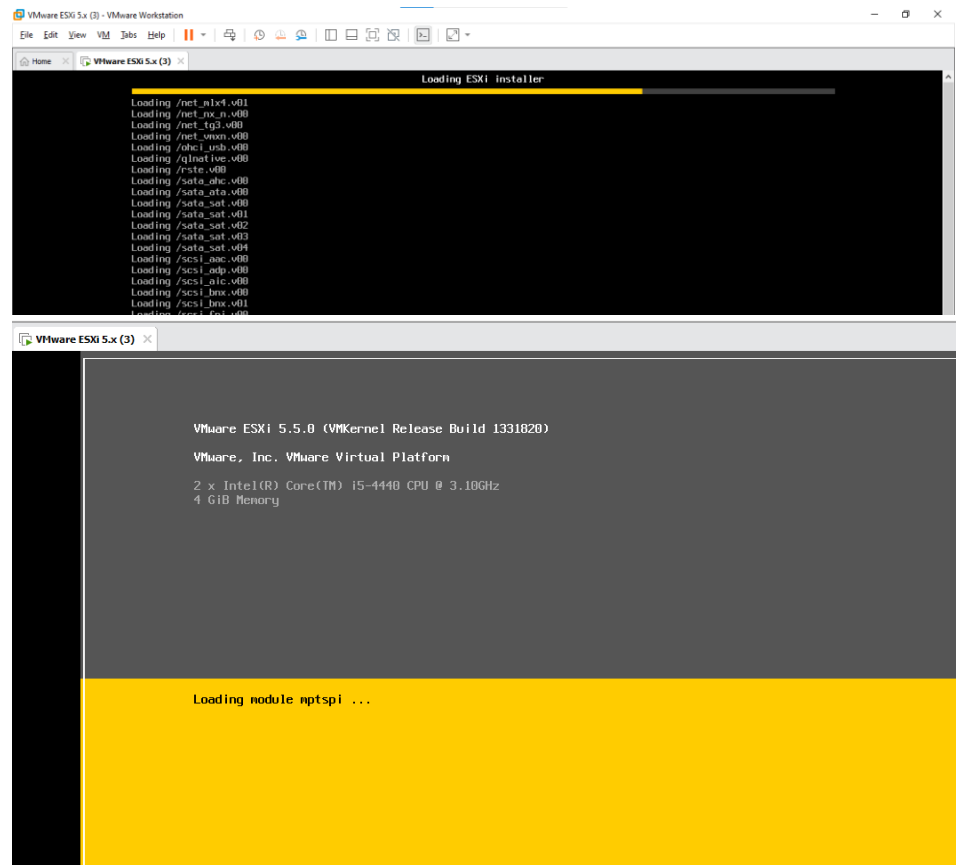 VMware ESXi 5.x (3) - VMware Workstation
File Edit View VM Tabs Help
Home VMware ESXi 5.x (3)
Loading ESXi installer
Loading /net_mlx4.v01
Loading /net_nx_n.v00
Loading /net_tg3.v00
Loading /net_vmxn.v00
Loading /ohci_usb.v00
Loading /qlnative.v00
Loading /rste.v00
Loading /sata_ahc.v00
Loading /sata_ata.v00
Loading /sata_sat.v00
Loading /sata_sat.v01
Loading /sata_sat.v02
Loading /sata_sat.v03
Loading /sata_sat.v04
Loading /scsi_aac.v00
Loading /scsi_adp.v00
Loading /scsi_aic.v00
Loading /scsi_bnx.v00
Loading /scsi_bnx.v01
Loading /scsi_fni.v00
VMware ESXi 5.x (3)
VMware ESXi 5.5.0 (VMKernel Release Build 1331820)
VMware, Inc. VMware Virtual Platform
2 x Intel(R) Core(TM) i5-4440 CPU @ 3.10GHz
4 GiB Memory
Loading module mptspi ...